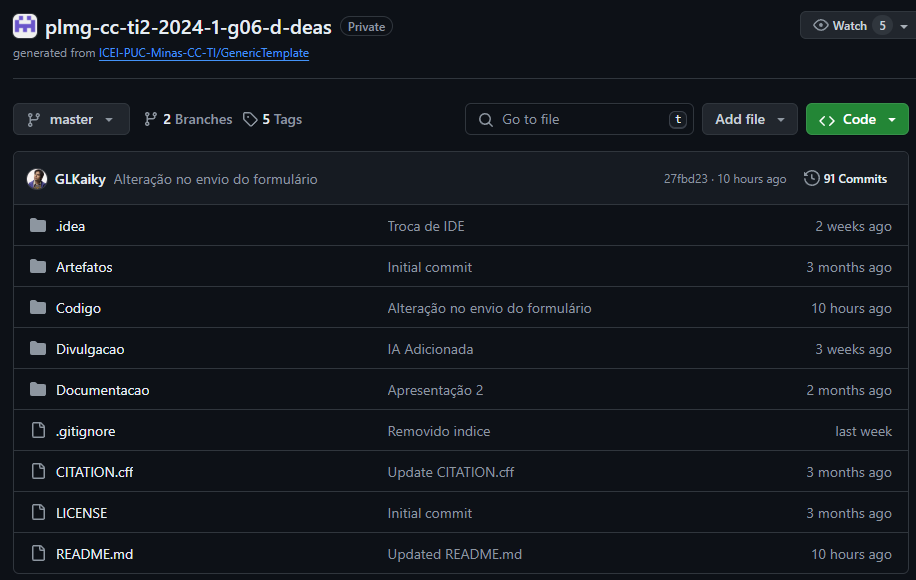 plmg-cc-ti2-2024-1-g06-d-deas Private Watch 5
generated from ICEI-PUC-Minas-CC-TI/GenericTemplate
master 2 Branches 5 Tags Go to file t Add file Code
GLKaiky Alteração no envio do formulário 27fbd23 · 10 hours ago 91 Commits
.idea Troca de IDE 2 weeks ago
Artefatos Initial commit 3 months ago
Codigo Alteração no envio do formulário 10 hours ago
Divulgacao IA Adicionada 3 weeks ago
Documentacao Apresentação 2 2 months ago
.gitignore Removido indice last week
CITATION.cff Update CITATION.cff 3 months ago
LICENSE Initial commit 3 months ago
README.md Updated README.md 10 hours ago